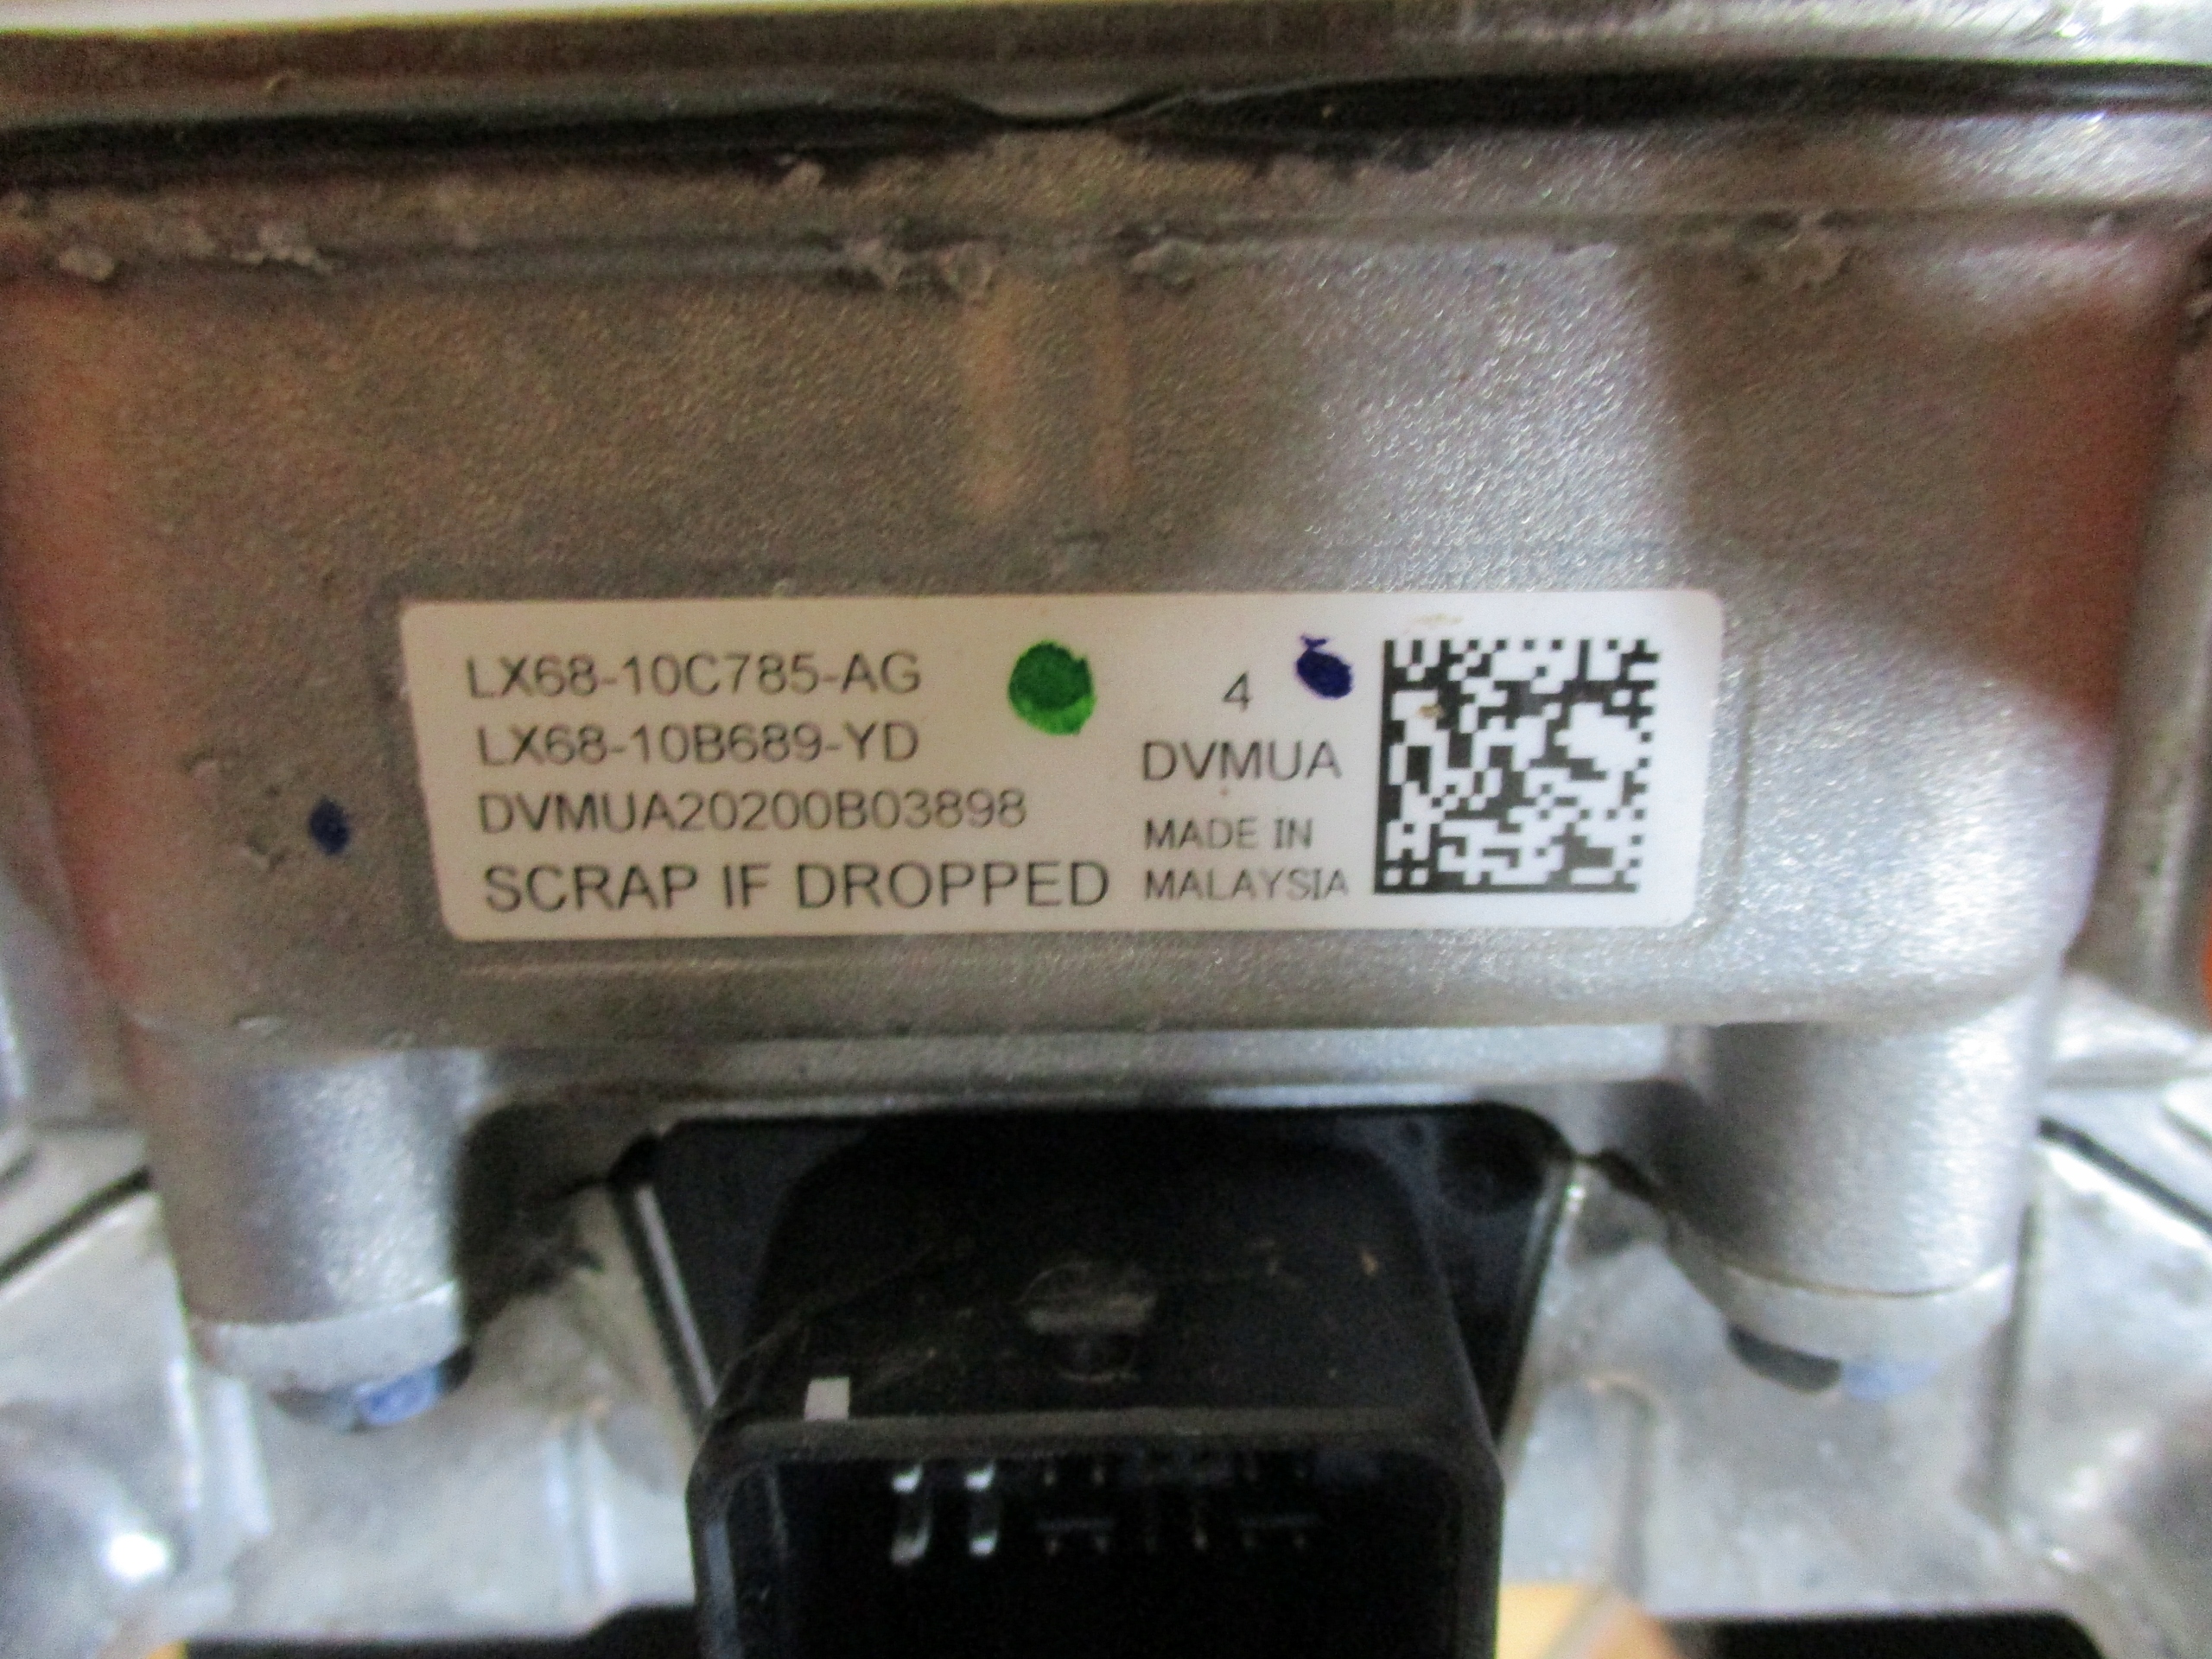 LX68-10C785-AG
LX68-10B689-YD
DVMUA20200B03898
SCRAP IF DROPPED
4
DVMUA
MADE IN
MALAYSIA